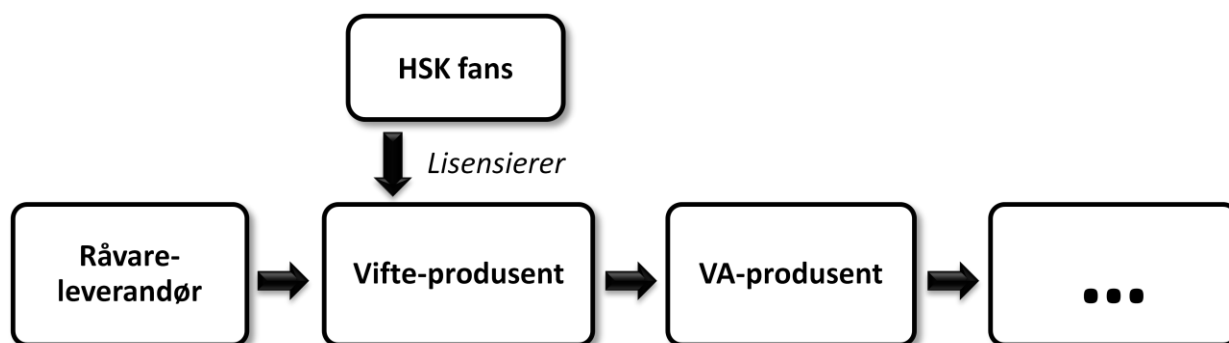 HSK fans
Lisensierer
Råvare-
leverandør
Vifte-produsent
VA-produsent
...